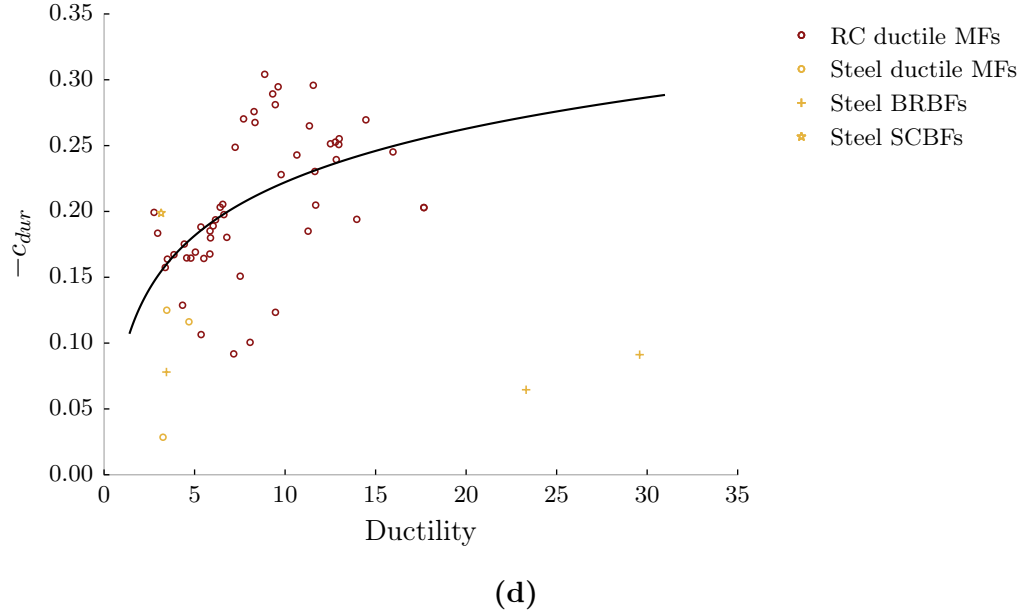 0.35
0.30
0.25
0.20
0.15
0.10
0.05
0.00
−c_dur
0 5 10 15 20 25 30 35
Ductility
RC ductile MFs
Steel ductile MFs
Steel BRBFs
Steel SCBFs
(d)